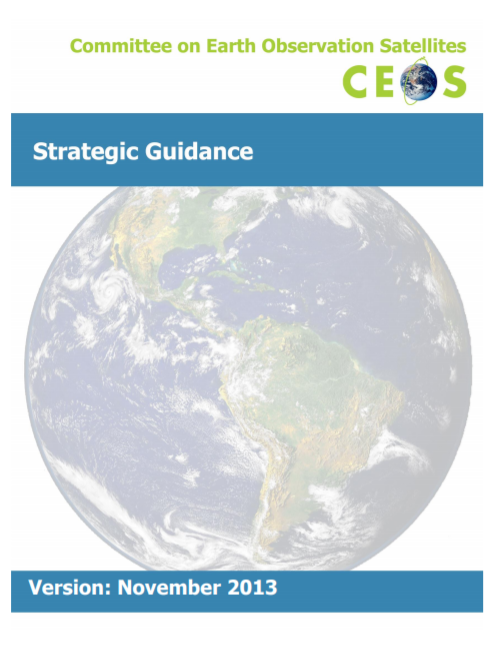 Committee on Earth Observation Satellites
CEOS
Strategic Guidance
Version: November 2013